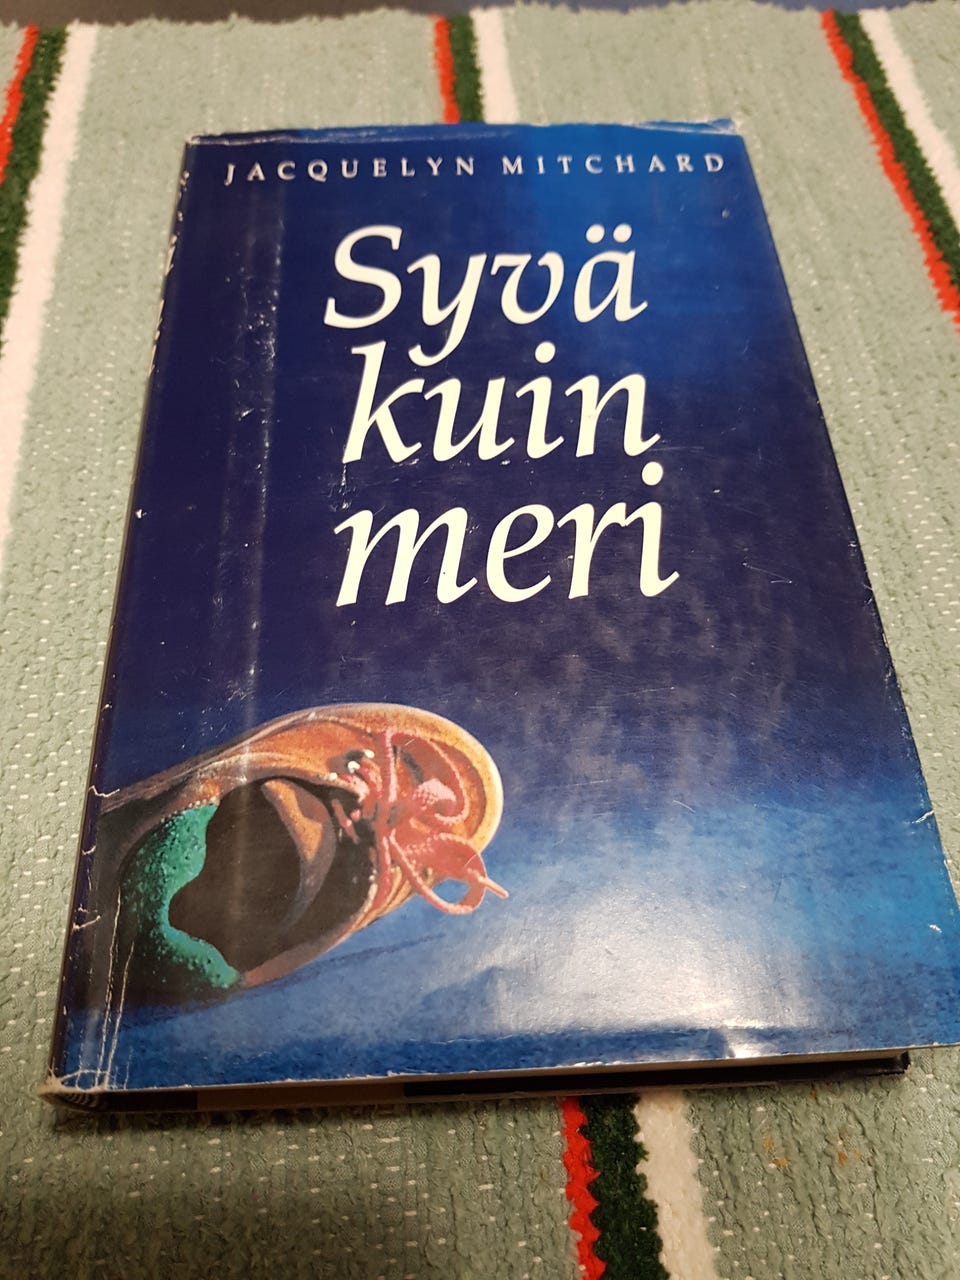 JACQUELYN MITCHARD
Syvä
kuin
meri